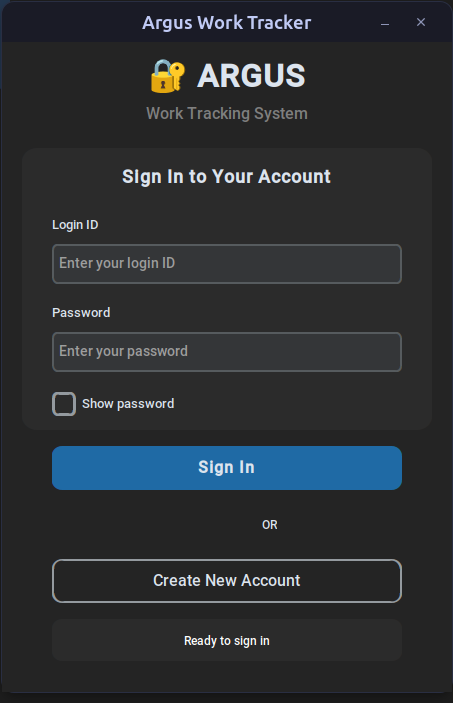 Argus Work Tracker
ARGUS
Work Tracking System
Sign In to Your Account
Login ID
Enter your login ID
Password
Enter your password
Show password
Sign In
OR
Create New Account
Ready to sign in